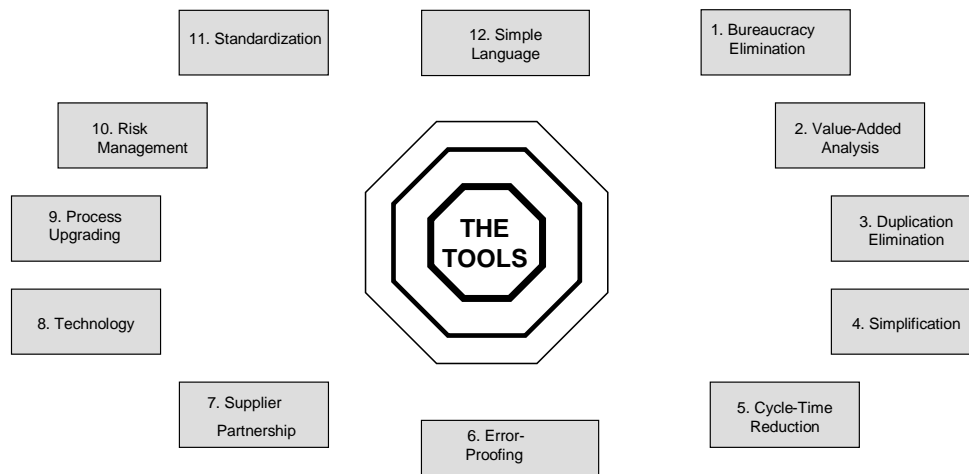 11. Standardization
12. Simple
Language
1. Bureaucracy
Elimination
10. Risk
Management
2. Value-Added
Analysis
9. Process
Upgrading
THE
TOOLS
3. Duplication
Elimination
8. Technology
4. Simplification
7. Supplier
Partnership
6. Error-
Proofing
5. Cycle-Time
Reduction